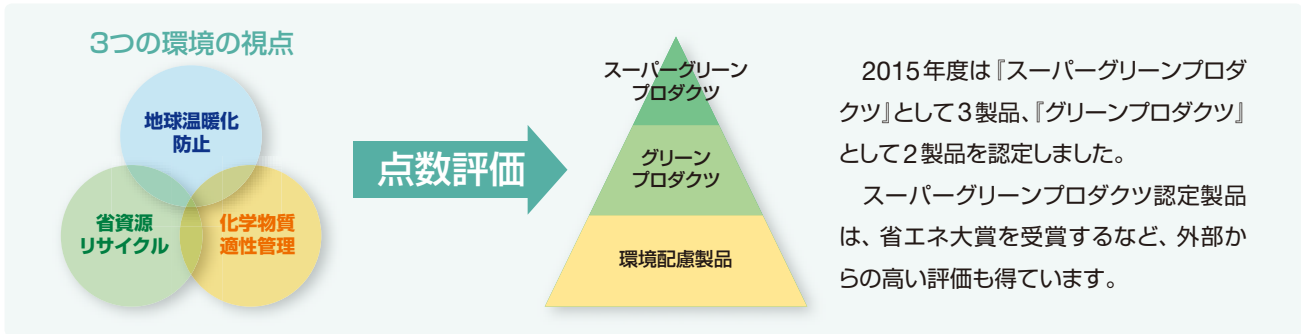 3つの環境の視点
地球温暖化
防止
省資源
リサイクル
化学物質
適性管理
点数評価
スーパーグリーン
プロダクツ
グリーン
プロダクツ
環境配慮製品
2015年度は『スーパーグリーンプロダ
クツ』として3製品、『グリーンプロダクツ』
として2製品を認定しました。
スーパーグリーンプロダクツ認定製品
は、省エネ大賞を受賞するなど、外部か
らの高い評価も得ています。